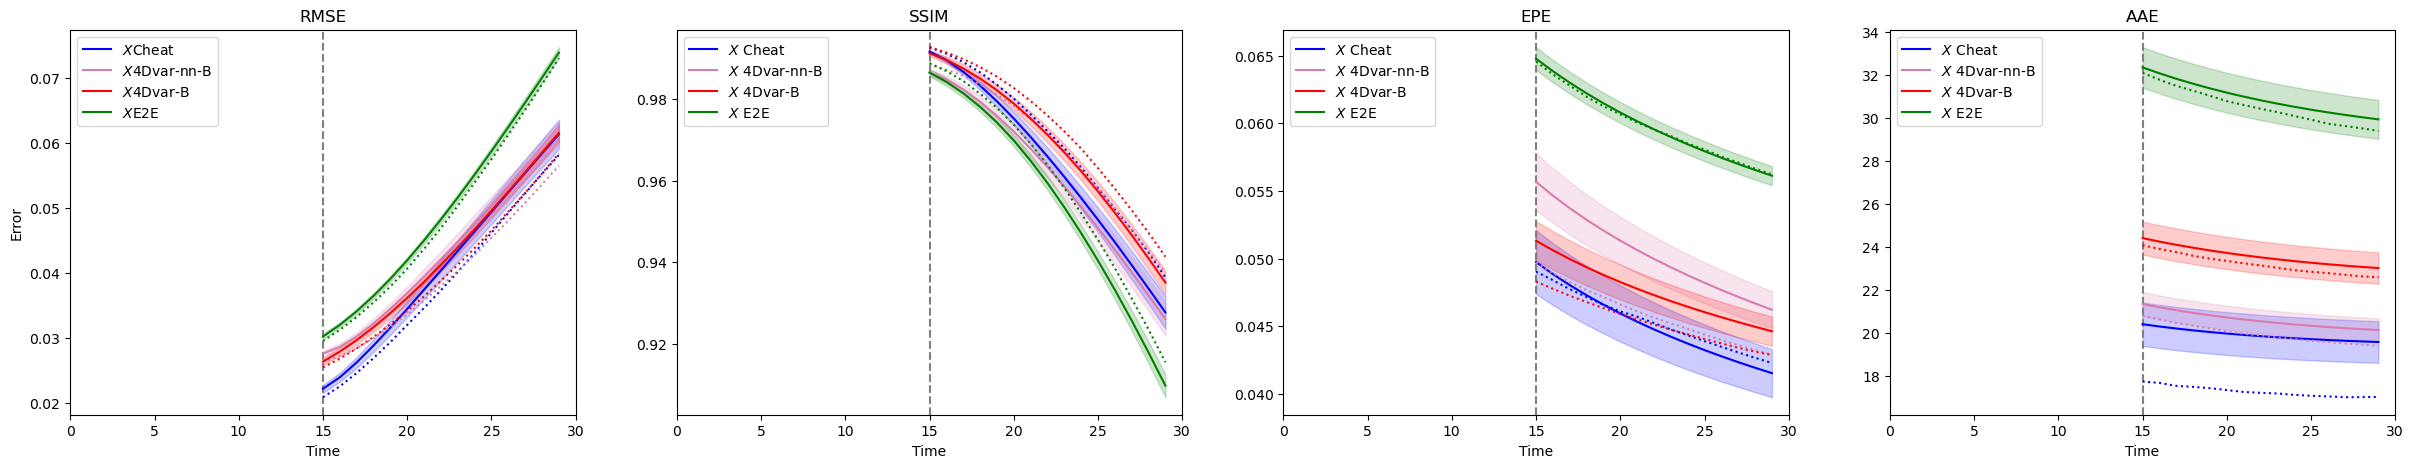 RMSE
XCheat
X4Dvar-nn-B
X4Dvar-B
XE2E
Error
0.07
0.06
0.05
0.04
0.03
0.02
0 5 10 15 20 25 30
Time
SSIM
X Cheat
X 4Dvar-nn-B
X 4Dvar-B
X E2E
0.98
0.96
0.94
0.92
0 5 10 15 20 25 30
Time
EPE
X Cheat
X 4Dvar-nn-B
X 4Dvar-B
X E2E
0.065
0.060
0.055
0.050
0.045
0.040
0 5 10 15 20 25 30
Time
AAE
X Cheat
X 4Dvar-nn-B
X 4Dvar-B
X E2E
34
32
30
28
26
24
22
20
18
0 5 10 15 20 25 30
Time